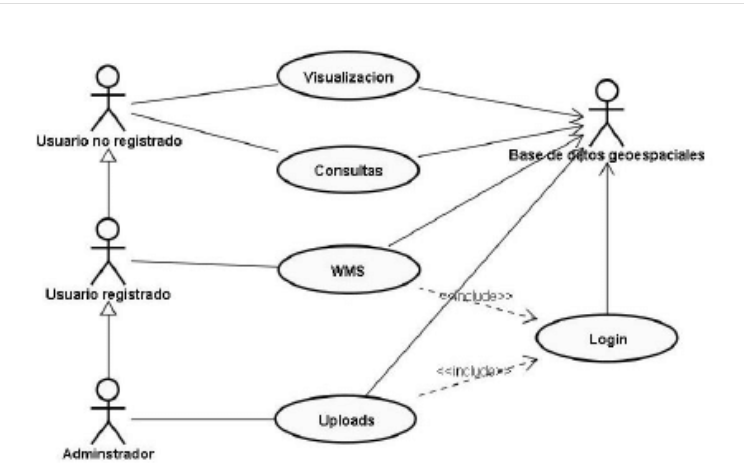 Visualizacion
Usuario no registrado
Base de datos geoespaciales
Consultas
WMS
Usuario registrado
<<include>>
Login
<<include>>
Uploads
Adminstrador